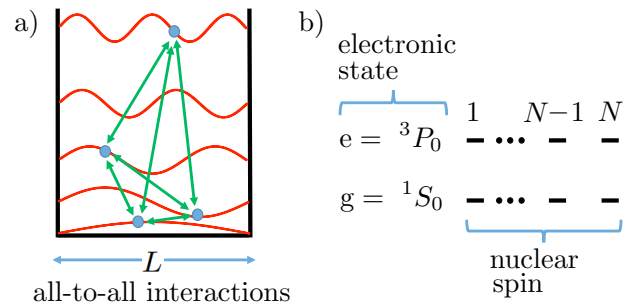 a)
L
all-to-all interactions
b)
electronic
state
1 N−1 N
e = ³P₀
g = ¹S₀
nuclear
spin